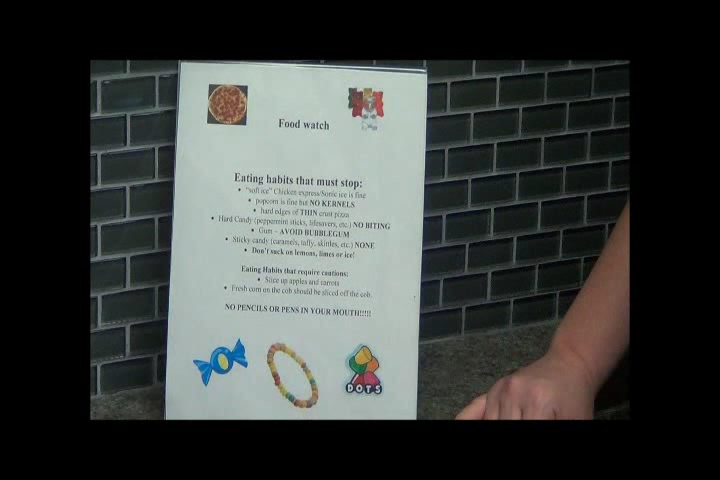 Food watch
Eating habits that must stop:
• "soft ice" Chicken express/Sonic ice is fine
• popcorn is fine but NO KERNELS
• hard edges of THIN crust pizza
• Hard Candy (peppermint sticks, lifesavers, etc.) NO BITING
• Gum – AVOID BUBBLEGUM
• Sticky candy (caramels, taffy, skittles, etc.) NONE
• Don't suck on lemons, limes or ice!
Eating Habits that require cautions:
• Slice up apples and carrots
• Fresh corn on the cob should be sliced off the cob.
NO PENCILS OR PENS IN YOUR MOUTH!!!!!
DOTS